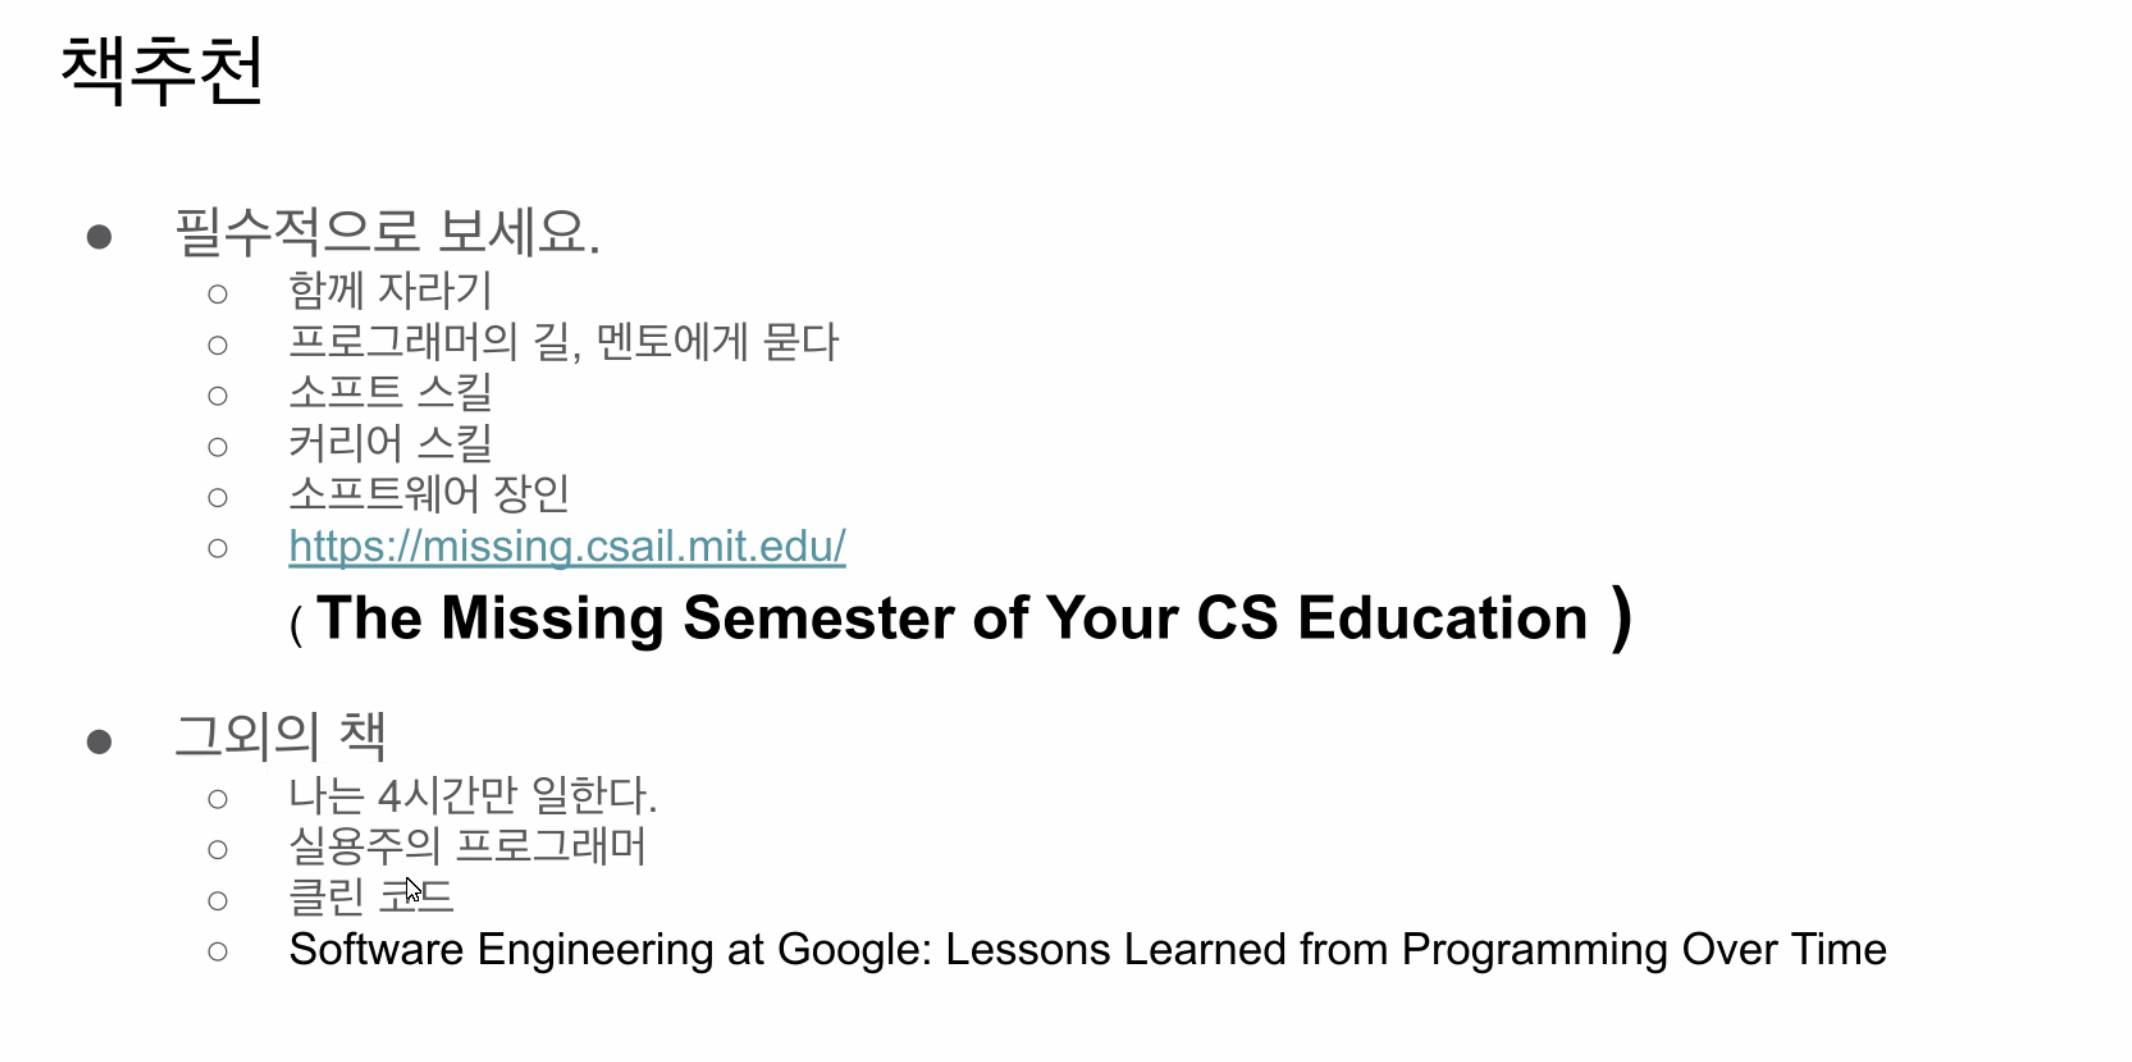 책추천
● 필수적으로 보세요.
○ 함께 자라기
○ 프로그래머의 길, 멘토에게 묻다
○ 소프트 스킬
○ 커리어 스킬
○ 소프트웨어 장인
○ https://missing.csail.mit.edu/
( The Missing Semester of Your CS Education )
● 그외의 책
○ 나는 4시간만 일한다.
○ 실용주의 프로그래머
○ 클린 코드
○ Software Engineering at Google: Lessons Learned from Programming Over Time